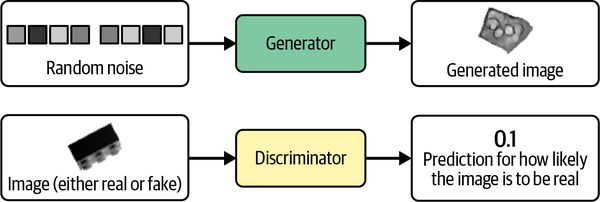 Random noise
Generator
Generated image
Image (either real or fake)
Discriminator
0.1
Prediction for how likely
the image is to be real